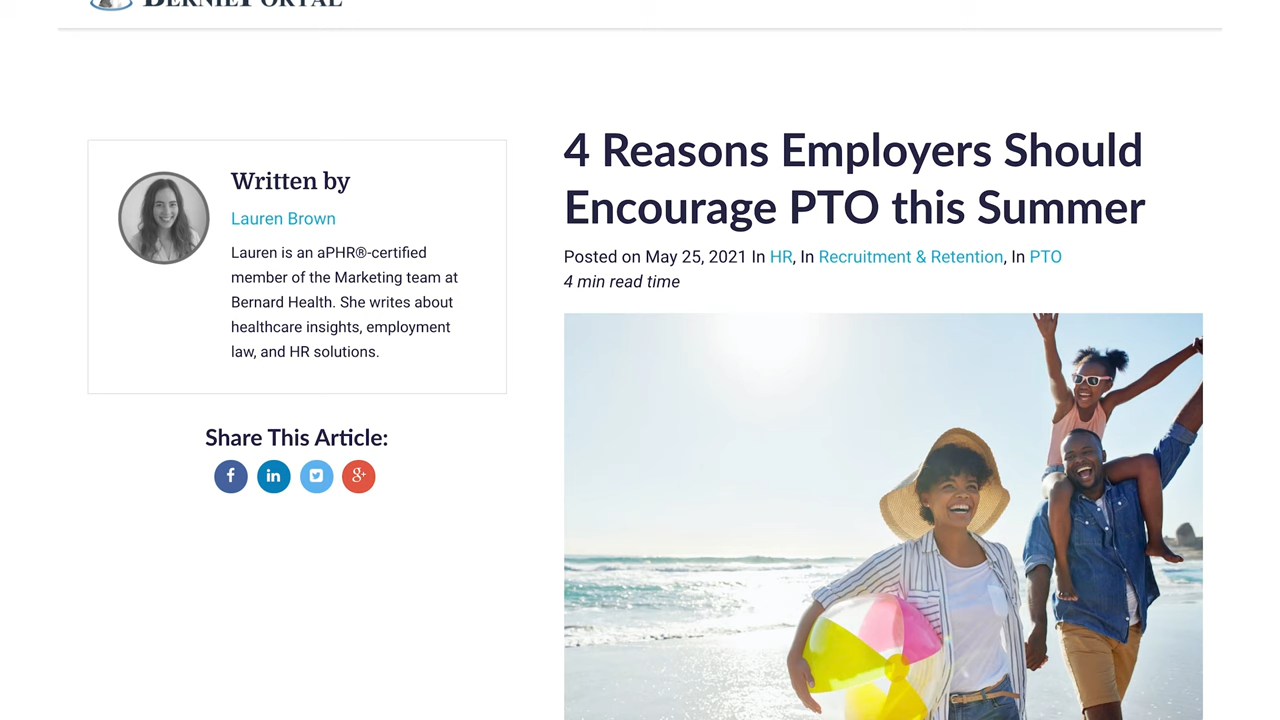 BERNIEPORTAL
Written by
Lauren Brown
Lauren is an aPHR®-certified
member of the Marketing team at
Bernard Health. She writes about
healthcare insights, employment
law, and HR solutions.
Share This Article:
4 Reasons Employers Should
Encourage PTO this Summer
Posted on May 25, 2021 In HR, In Recruitment & Retention, In PTO
4 min read time